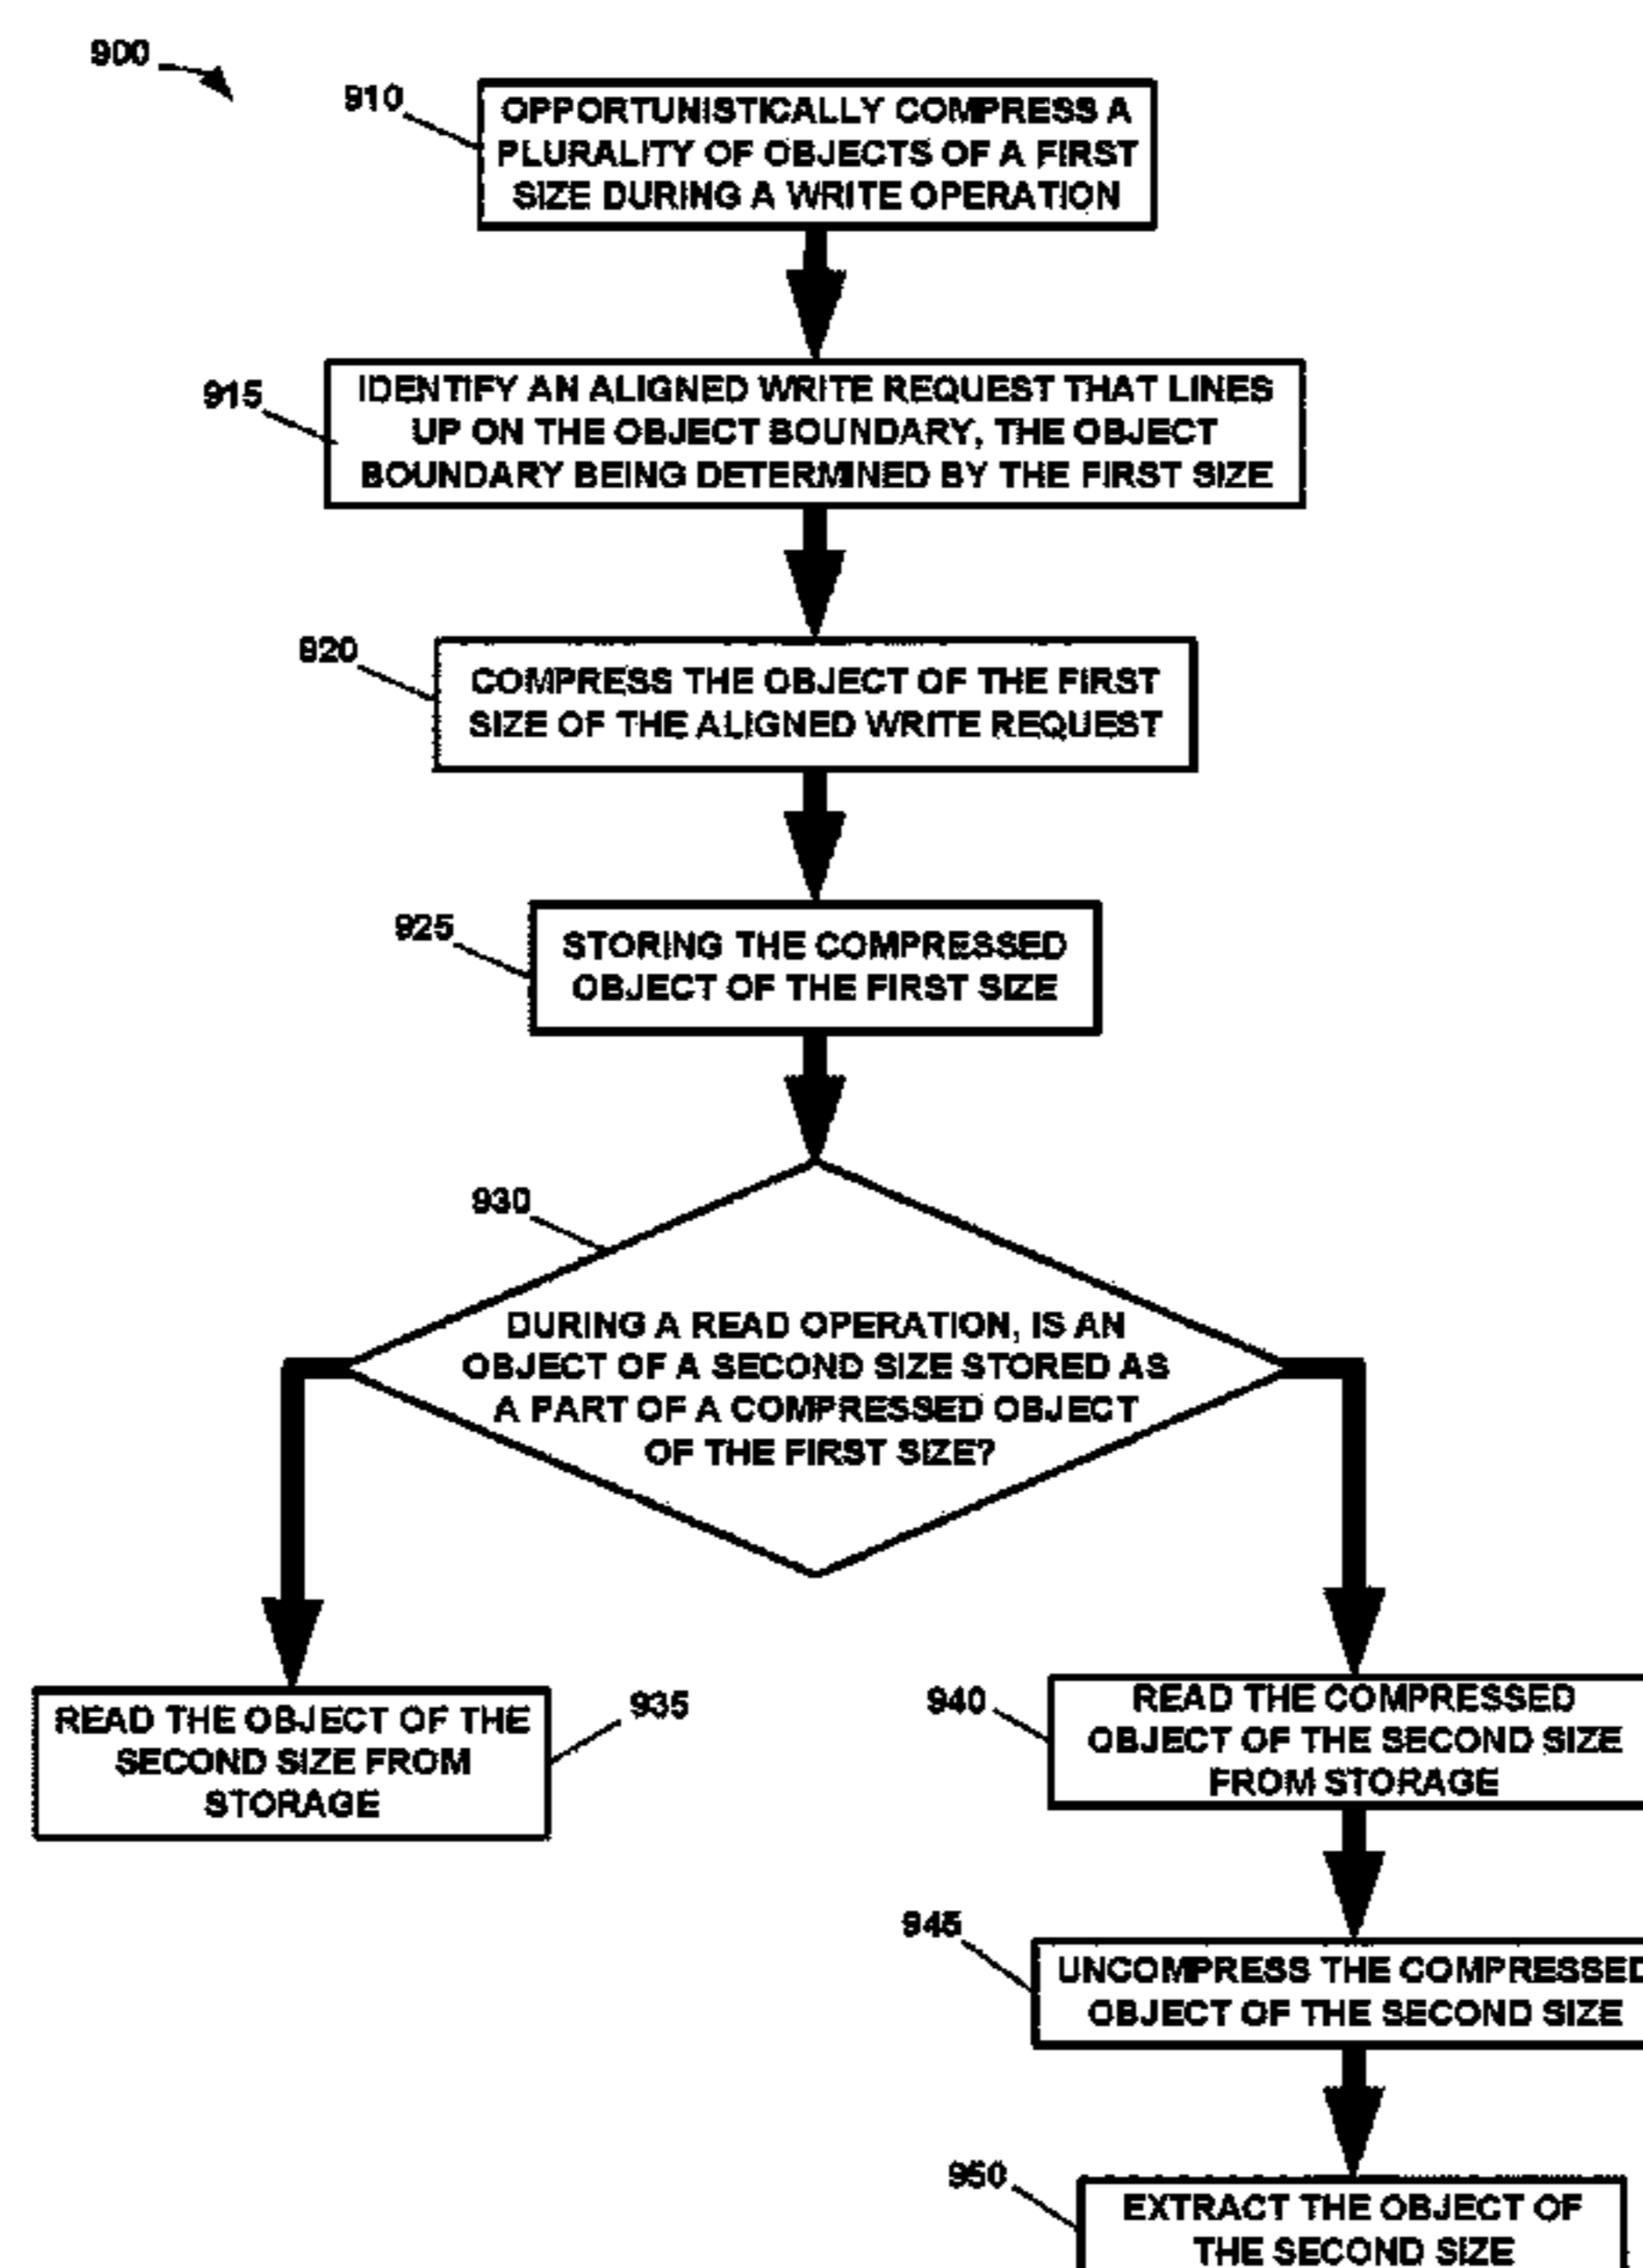 900
910
OPPORTUNISTICALLY COMPRESS A
PLURALITY OF OBJECTS OF A FIRST
SIZE DURING A WRITE OPERATION
915
IDENTIFY AN ALIGNED WRITE REQUEST THAT LINES
UP ON THE OBJECT BOUNDARY, THE OBJECT
BOUNDARY BEING DETERMINED BY THE FIRST SIZE
920
COMPRESS THE OBJECT OF THE FIRST
SIZE OF THE ALIGNED WRITE REQUEST
925
STORING THE COMPRESSED
OBJECT OF THE FIRST SIZE
930
DURING A READ OPERATION, IS AN
OBJECT OF A SECOND SIZE STORED AS
A PART OF A COMPRESSED OBJECT
OF THE FIRST SIZE?
READ THE OBJECT OF THE
SECOND SIZE FROM
STORAGE
935
940
READ THE COMPRESSED
OBJECT OF THE SECOND SIZE
FROM STORAGE
945
UNCOMPRESS THE COMPRESSED
OBJECT OF THE SECOND SIZE
950
EXTRACT THE OBJECT OF
THE SECOND SIZE